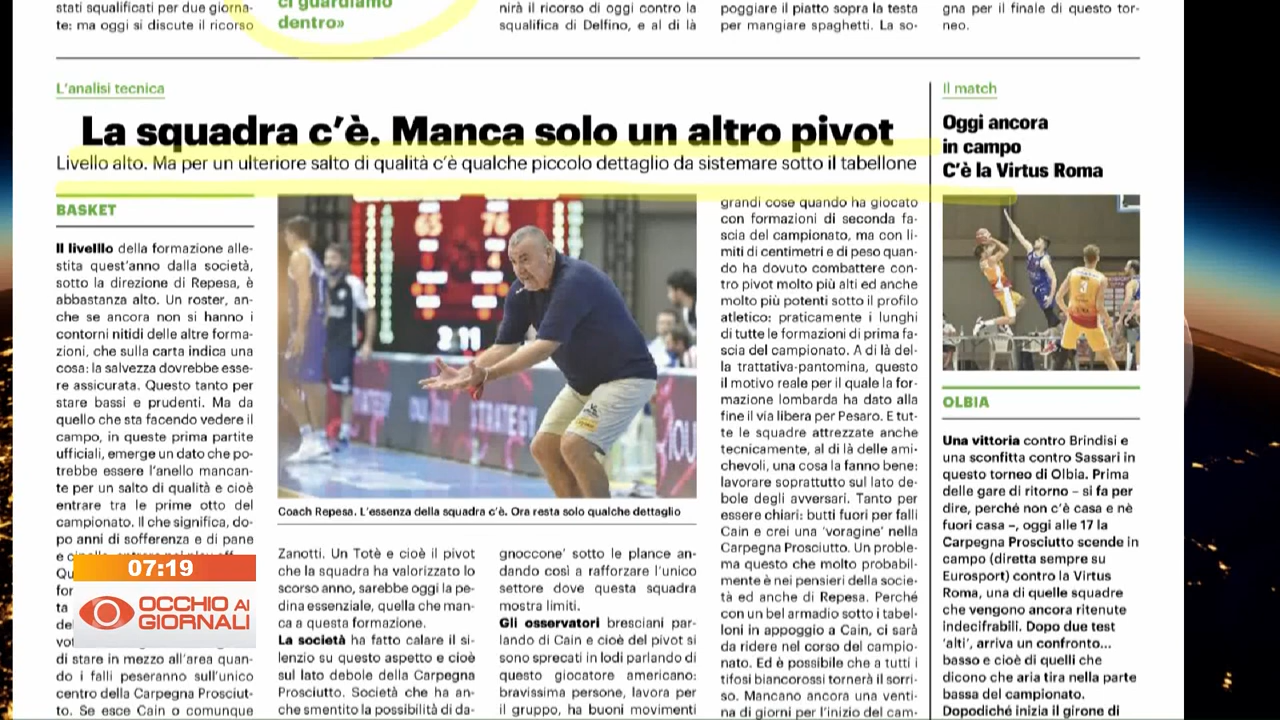 stati squalificati per due giorna-
te: ma oggi si discute il ricorso
ci guardiamo
dentro»
nirà il ricorso di oggi contro la
squalifica di Delfino, e al di là
poggiare il piatto sopra la testa
per mangiare spaghetti. La so-
gna per il finale di questo tor-
neo.
L'analisi tecnica
La squadra c'è. Manca solo un altro pivot
Livello alto. Ma per un ulteriore salto di qualità c'è qualche piccolo dettaglio da sistemare sotto il tabellone
BASKET
Il livelllo della formazione alle-
stita quest'anno dalla società,
sotto la direzione di Repesa, è
abbastanza alto. Un roster, an-
che se ancora non si hanno i
contorni nitidi delle altre forma-
zioni, che sulla carta indica una
cosa: la salvezza dovrebbe esse-
re assicurata. Questo tanto per
stare bassi e prudenti. Ma da
quello che sta facendo vedere il
campo, in queste prima partite
ufficiali, emerge un dato che po-
trebbe essere l'anello mancan-
te per un salto di qualità e cioè
entrare tra le prime otto del
campionato. Il che significa, do-
po anni di sofferenza e di pane
di stare in mezzo all'area quan-
do i falli peseranno sull'unico
centro della Carpegna Prosciut-
to. Se esce Cain o comunque
65
76
3:11
STRATEGY
Coach Repesa. L'essenza della squadra c'è. Ora resta solo qualche dettaglio
Zanotti. Un Totè e cioè il pivot
che la squadra ha valorizzato lo
scorso anno, sarebbe oggi la pe-
dina essenziale, quella che man-
ca a questa formazione.
La società ha fatto calare il si-
lenzio su questo aspetto e cioè
sul lato debole della Carpegna
Prosciutto. Società che ha an-
che smentito la possibilità di da-
gnoccone' sotto le plance an-
dando così a rafforzare l'unico
settore dove questa squadra
mostra limiti.
Gli osservatori bresciani par-
lando di Cain e cioè del pivot si
sono sprecati in lodi parlando di
questo giocatore americano:
bravissima persone, lavora per
il gruppo, ha buoni movimenti
grandi cose quando ha giocato
con formazioni di seconda fa-
scia del campionato, ma con li-
miti di centimetri e di peso quan-
do ha dovuto combattere con-
tro pivot molto più alti ed anche
molto più potenti sotto il profilo
atletico: praticamente i lunghi
di tutte le formazioni di prima fa-
scia del campionato. A di là del-
la trattativa-pantomina, questo
il motivo reale per il quale la for-
mazione lombarda ha dato alla
fine il via libera per Pesaro. E tut-
te le squadre attrezzate anche
tecnicamente, al di là delle ami-
chevoli, una cosa la fanno bene:
lavorare soprattutto sul lato de-
bole degli avversari. Tanto per
essere chiari: butti fuori per falli
Cain e crei una 'voragine' nella
Carpegna Prosciutto. Un proble-
ma questo che molto probabil-
mente è nei pensieri della socie-
tà ed anche di Repesa. Perché
con un bel armadio sotto i tabel-
loni in appoggio a Cain, ci sarà
da ridere nel corso del campio-
nato. Ed è possibile che a tutti i
tifosi biancorossi tornerà il sorri-
so. Mancano ancora una venti-
na di giorni per l'inizio del cam-
Il match
Oggi ancora
in campo
C'è la Virtus Roma
3
OLBIA
Una vittoria contro Brindisi e
una sconfitta contro Sassari in
questo torneo di Olbia. Prima
delle gare di ritorno – si fa per
dire, perché non c'è casa e nè
fuori casa –, oggi alle 17 la
Carpegna Prosciutto scende in
campo (diretta sempre su
Eurosport) contro la Virtus
Roma, una di quelle squadre
che vengono ancora ritenute
indecifrabili. Dopo due test
'alti', arriva un confronto...
basso e cioè di quelli che
dicono che aria tira nella parte
bassa del campionato.
Dopodiché inizia il girone di
07:19
OCCHIO AI
GIORNALI